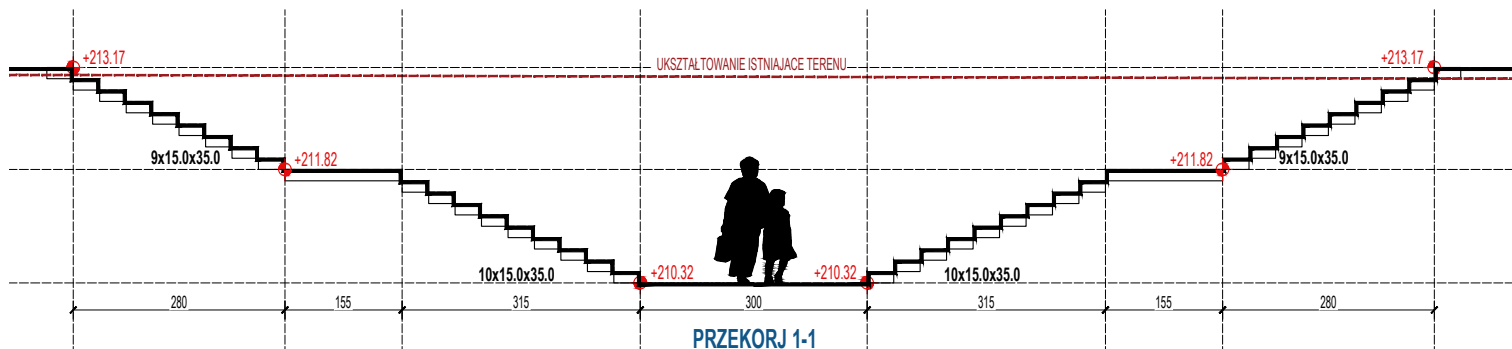 +213.17
UKSZTAŁTOWANIE ISTNIAJACE TERENU
+213.17
9x15.0x35.0
+211.82
+211.82
9x15.0x35.0
10x15.0x35.0
+210.32
+210.32
10x15.0x35.0
280
155
315
300
315
155
280
PRZEKORJ 1-1